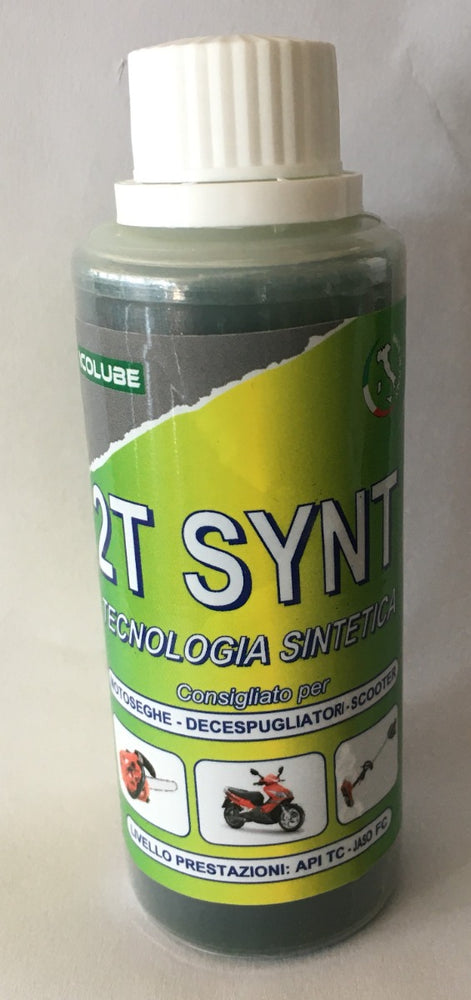 COLUBE
2T SYNT
TECNOLOGIA SINTETICA
Consigliato per
MOTOSEGHE - DECESPUGLIATORI - SCOOTER
LIVELLO PRESTAZIONI: API TC - JASO FC